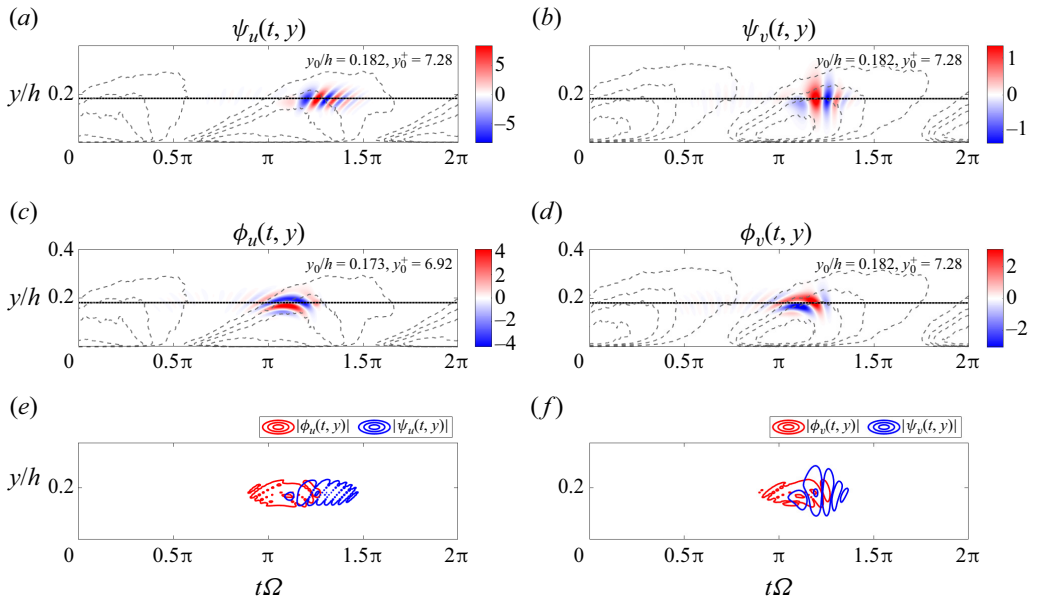 (a) ψu(t, y) (b) ψv(t, y)
y0/h = 0.182, y0+ = 7.28 5 y0/h = 0.182, y0+ = 7.28 1
y/h 0.2 0 0.2 0
–5 –1
0 0.5π π 1.5π 2π 0 0.5π π 1.5π 2π
(c) ϕu(t, y) (d) ϕv(t, y)
0.4 y0/h = 0.173, y0+ = 6.92 4 0.4 y0/h = 0.182, y0+ = 7.28 2
2
y/h 0.2 0 0.2 0
–2 –2
–4
0 0.5π π 1.5π 2π 0 0.5π π 1.5π 2π
(e) (f)
|ϕu(t, y)| |ψu(t, y)| |ϕv(t, y)| |ψv(t, y)|
y/h 0.2 0.2
0 0.5π π 1.5π 2π 0 0.5π π 1.5π 2π
tΩ tΩ